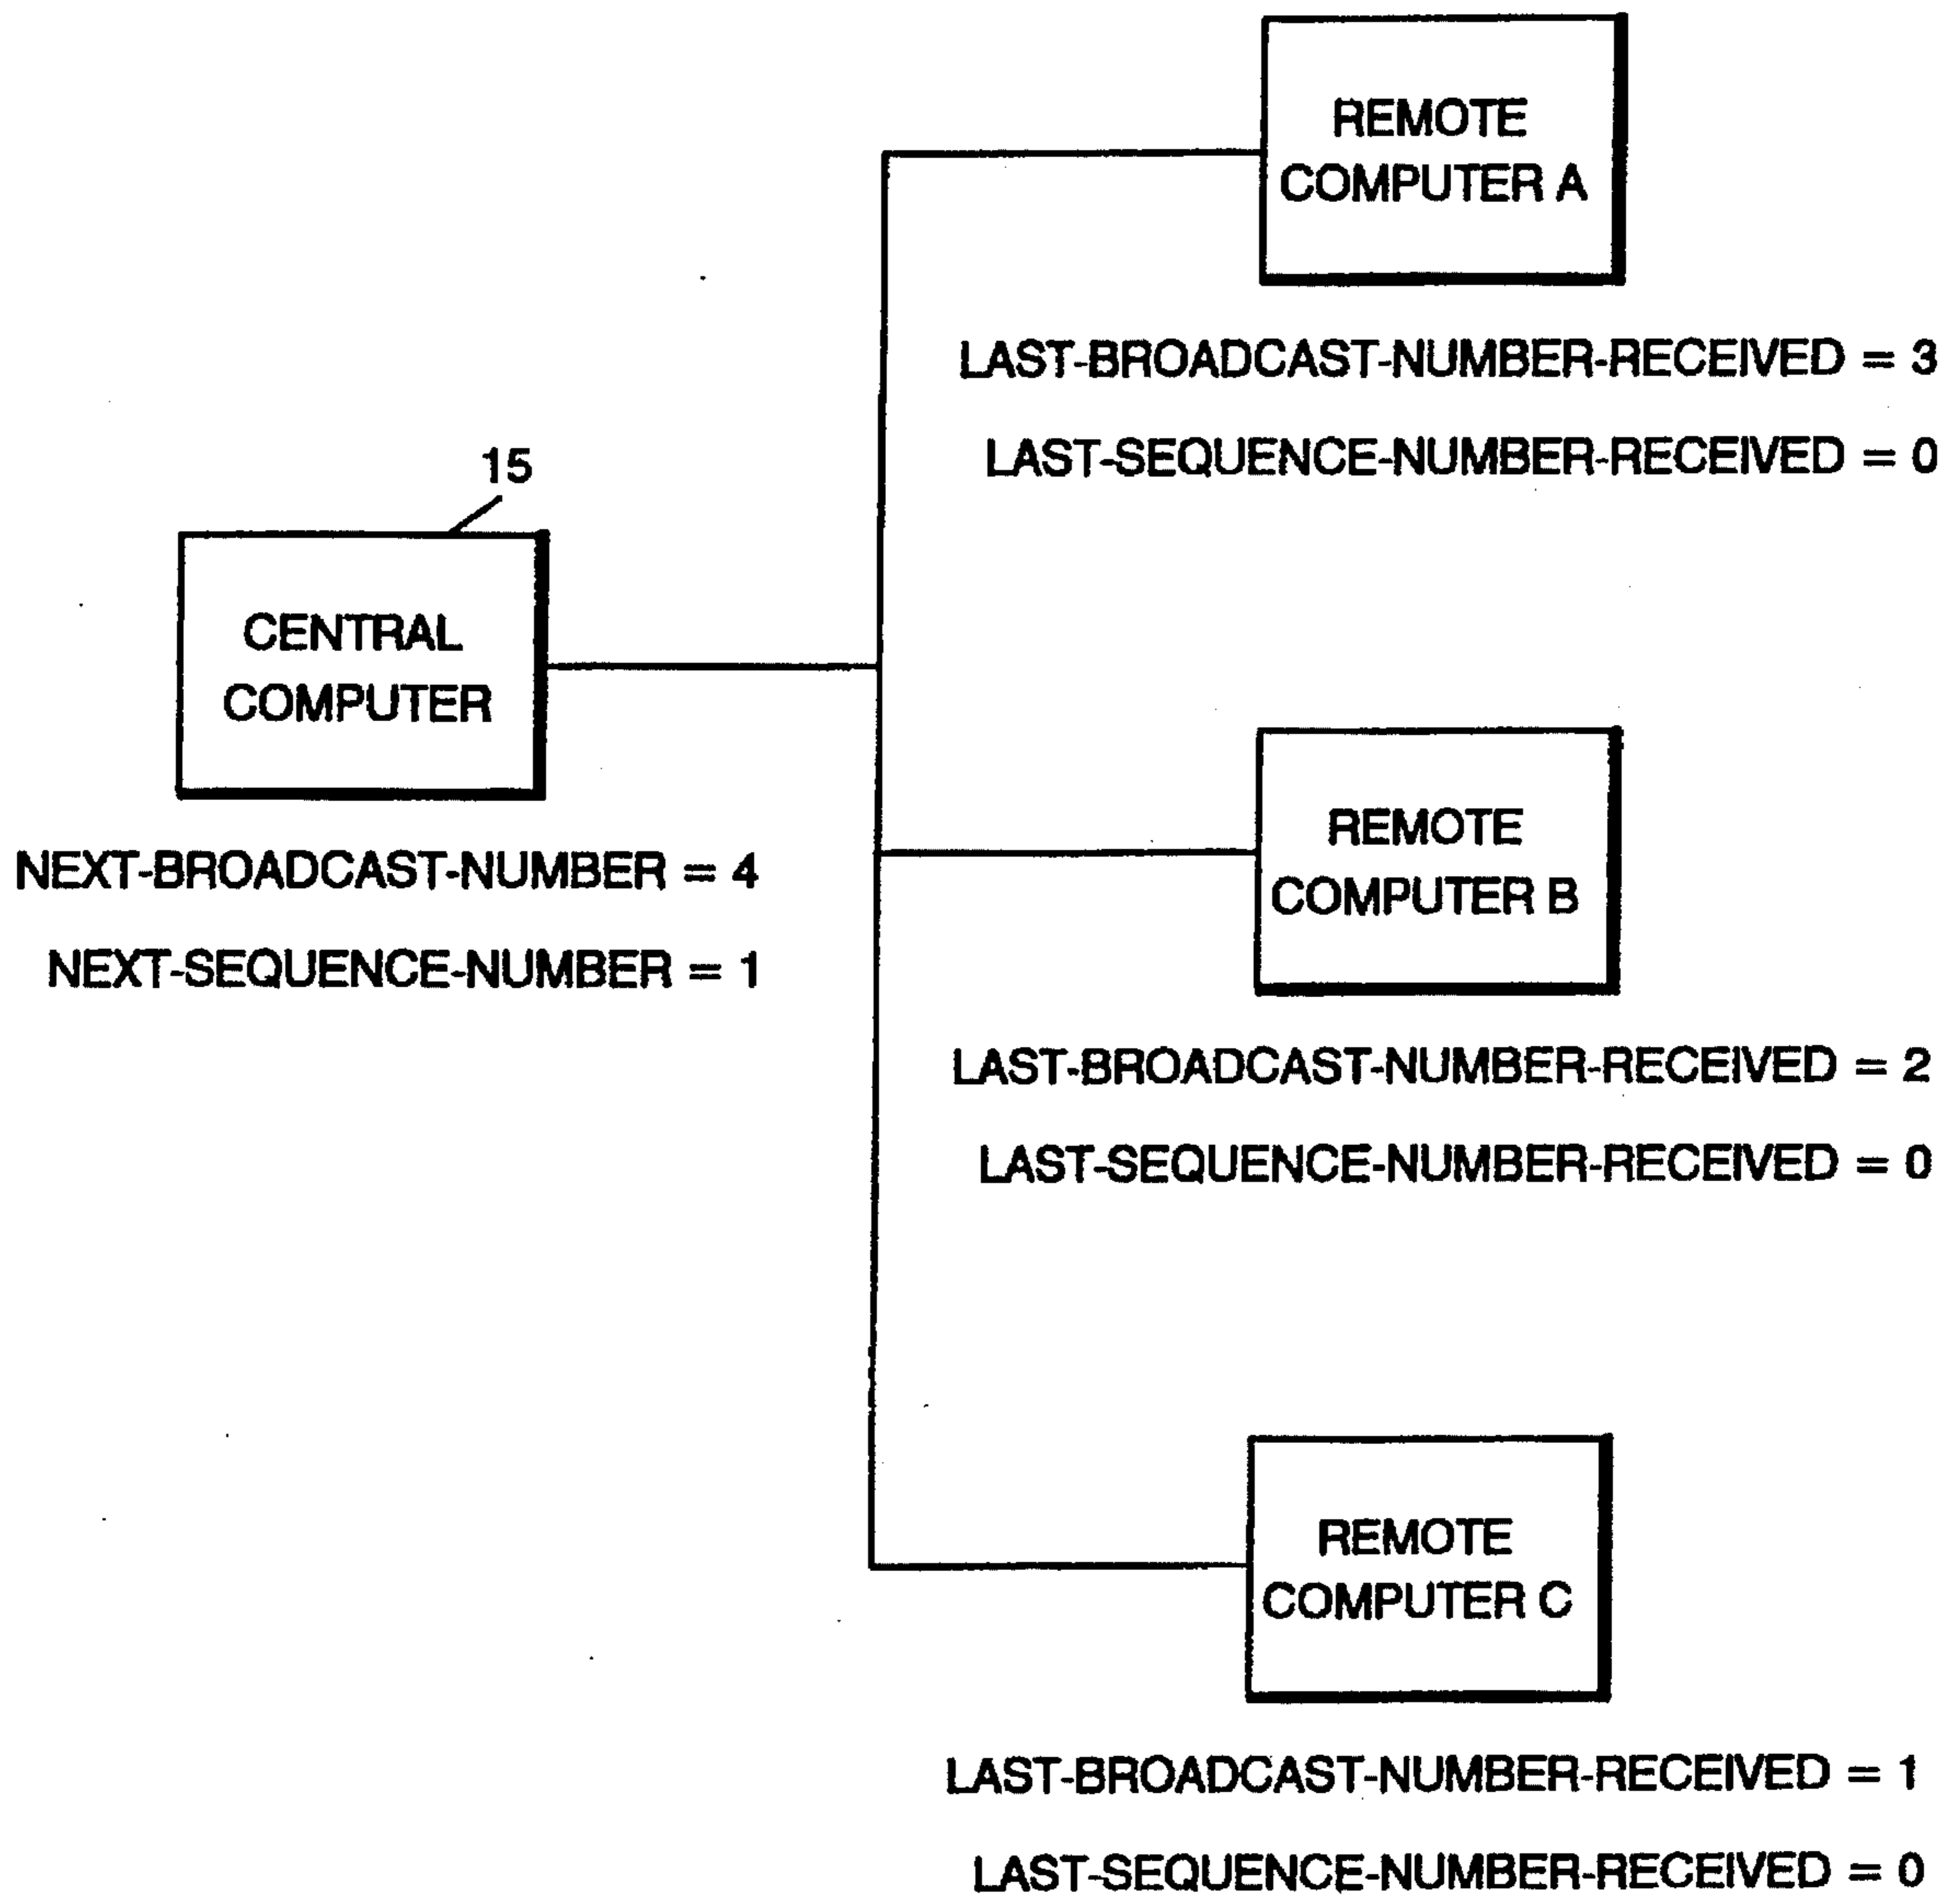 REMOTE
COMPUTER A
LAST-BROADCAST-NUMBER-RECEIVED = 3
LAST-SEQUENCE-NUMBER-RECEIVED = 0
15
CENTRAL
COMPUTER
NEXT-BROADCAST-NUMBER = 4
NEXT-SEQUENCE-NUMBER = 1
REMOTE
COMPUTER B
LAST-BROADCAST-NUMBER-RECEIVED = 2
LAST-SEQUENCE-NUMBER-RECEIVED = 0
REMOTE
COMPUTER C
LAST-BROADCAST-NUMBER-RECEIVED = 1
LAST-SEQUENCE-NUMBER-RECEIVED = 0